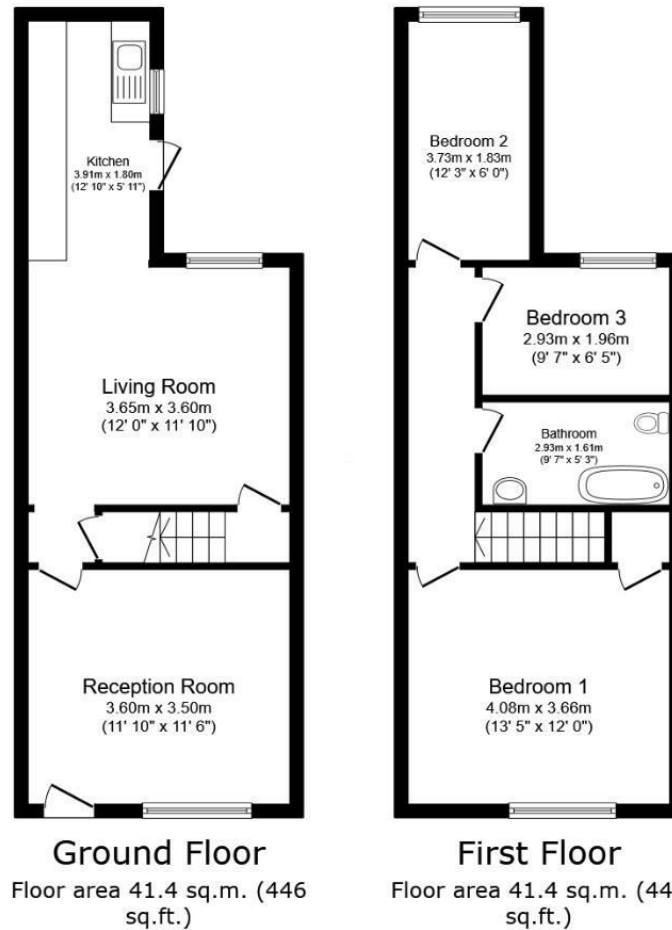 Kitchen
3.91m x 1.80m
(12' 10" x 5' 11")
Living Room
3.65m x 3.60m
(12' 0" x 11' 10")
Reception Room
3.60m x 3.50m
(11' 10" x 11' 6")
Ground Floor
Floor area 41.4 sq.m. (446
sq.ft.)
Bedroom 2
3.73m x 1.83m
(12' 3" x 6' 0")
Bedroom 3
2.93m x 1.96m
(9' 7" x 6' 5")
Bathroom
2.93m x 1.61m
(9' 7" x 5' 3")
Bedroom 1
4.08m x 3.66m
(13' 5" x 12' 0")
First Floor
Floor area 41.4 sq.m. (44
sq.ft.)